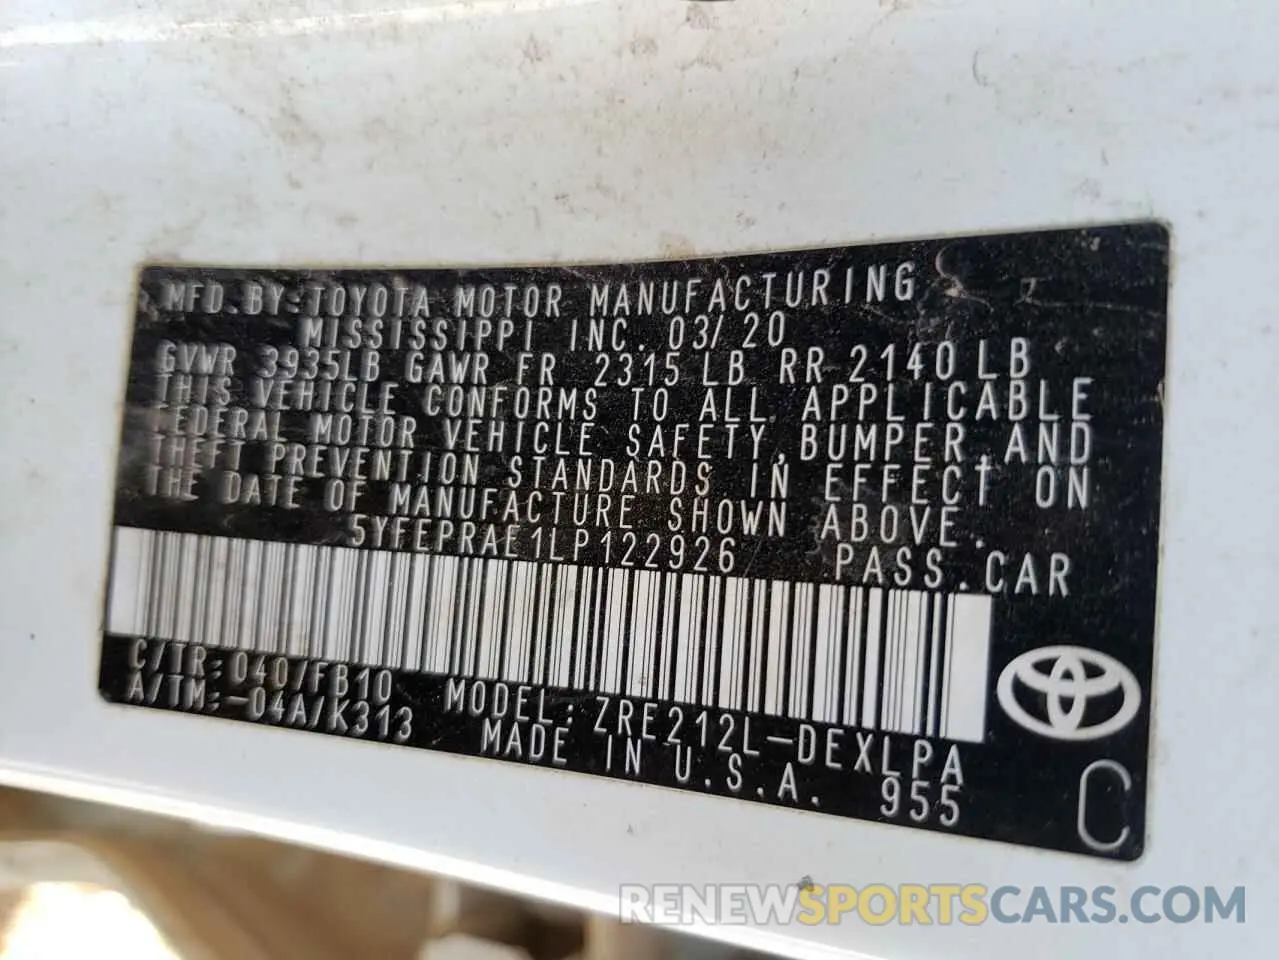 MFD.BY:TOYOTA MOTOR MANUFACTURING
MISSISSIPPI INC. 03/20
GVWR 3935LB GAWR FR 2315 LB RR 2140 LB
THIS VEHICLE CONFORMS TO ALL APPLICABLE
FEDERAL MOTOR VEHICLE SAFETY, BUMPER, AND
THEFT PREVENTION STANDARDS IN EFFECT ON
THE DATE OF MANUFACTURE SHOWN ABOVE.
5YFEPRAE1LP122926 PASS.CAR
C/TR:040/FB10 MODEL:ZRE212L-DEXLPA
A/TM:-04A/K313 MADE IN U.S.A. 955
C
RENEWSPORTSCARS.COM